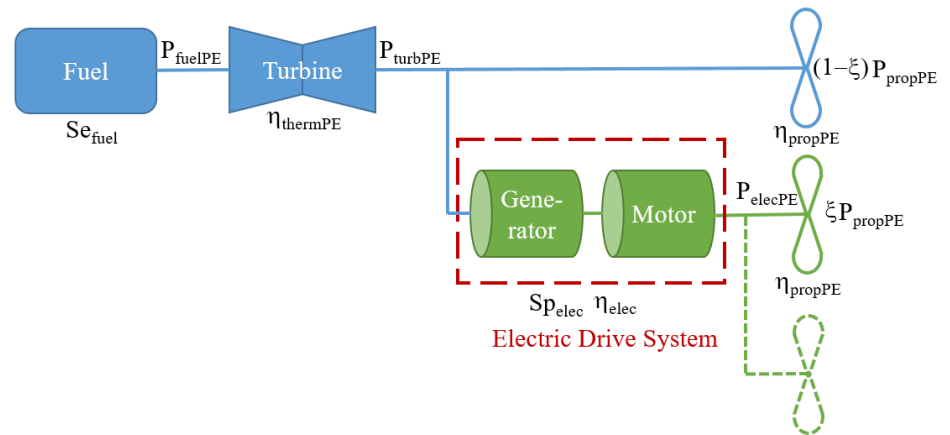 Fuel
P_fuelPE
Turbine
P_turbPE
Se_fuel
η_thermPE
(1−ξ) P_propPE
η_propPE
Gene-
rator
Motor
P_elecPE
ξP_propPE
η_propPE
Sp_elec η_elec
Electric Drive System